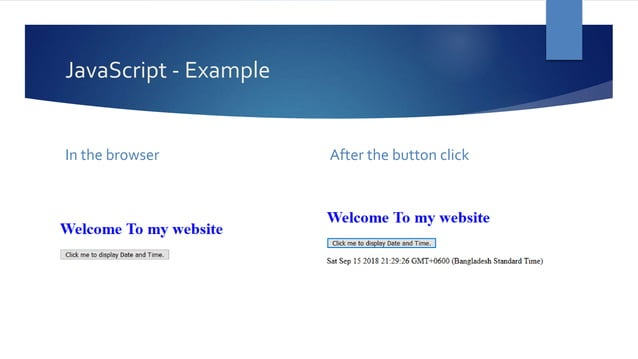 JavaScript - Example
In the browser
After the button click
Welcome To my website
Click me to display Date and Time.
Welcome To my website
Click me to display Date and Time.
Sat Sep 15 2018 21:29:26 GMT+0600 (Bangladesh Standard Time)